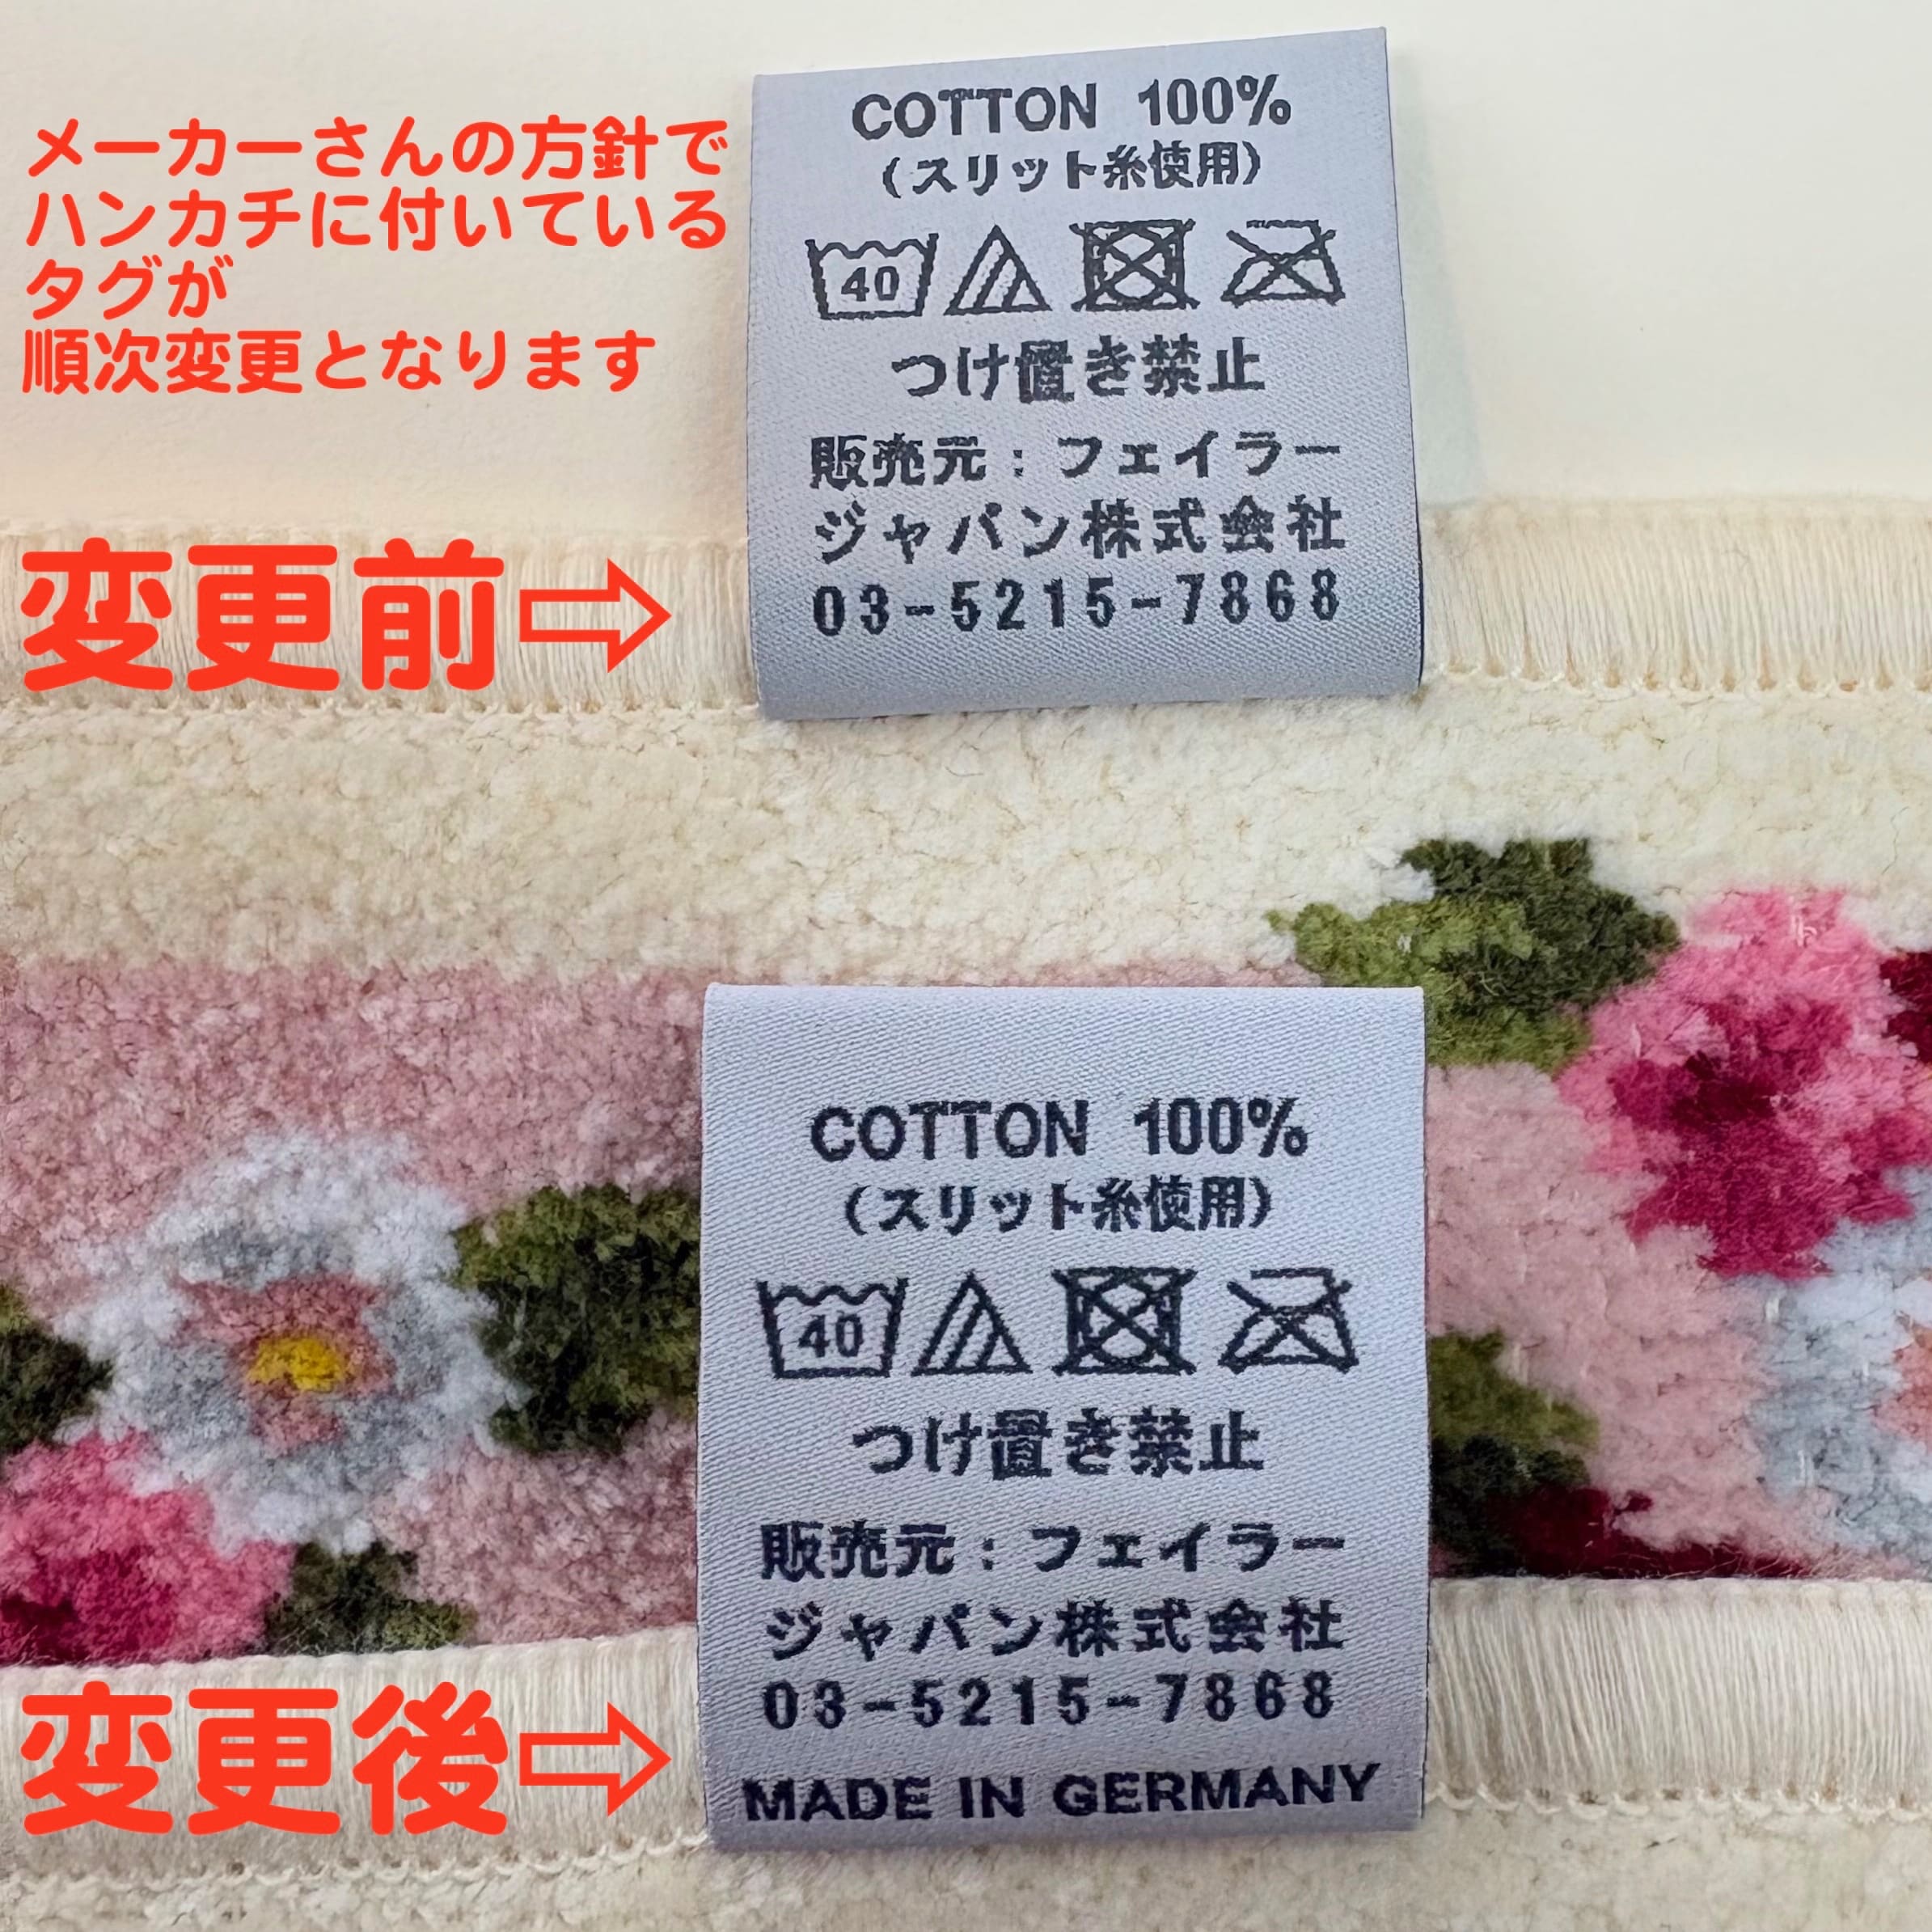 メーカーさんの方針で
ハンカチに付いている
タグが
順次変更となります
COTTON 100%
(スリット糸使用)
40
つけ置き禁止
販売元:フェイラー
ジャパン株式会社
03-5215-7868
変更前⇨
COTTON 100%
(スリット糸使用)
40
つけ置き禁止
販売元:フェイラー
ジャパン株式会社
03-5215-7868
MADE IN GERMANY
変更後⇨